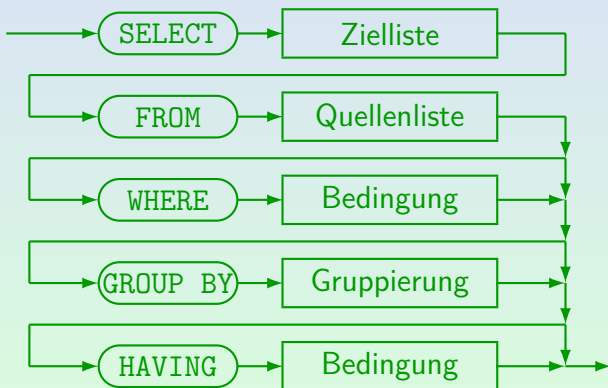 SELECT Zielliste
FROM Quellenliste
WHERE Bedingung
GROUP BY Gruppierung
HAVING Bedingung